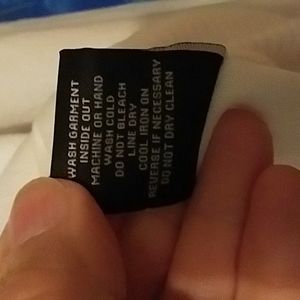 WASH GARMENT
INSIDE OUT
MACHINE OR HAND
WASH COLD
DO NOT BLEACH
LINE DRY
COOL IRON ON
REVERSE IF NECESSARY
DO NOT DRY CLEAN